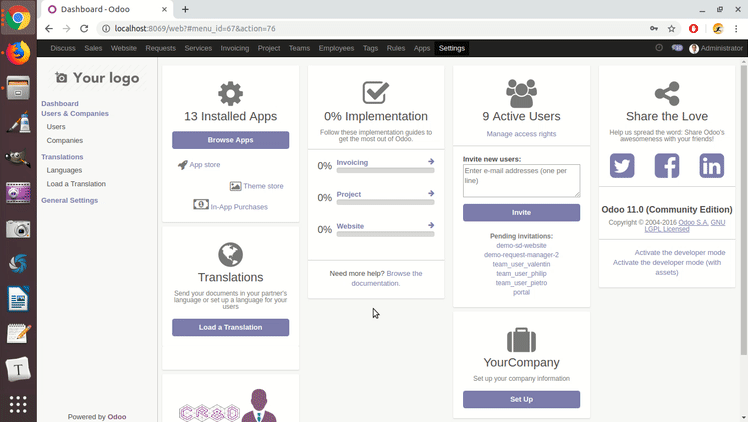 Dashboard - Odoo
localhost:8069/web?#menu_id=67&action=76
Discuss Sales Website Requests Services Invoicing Project Teams Employees Tags Rules Apps Settings
Administrator
Your logo
Dashboard
Users & Companies
Users
Companies
Translations
Languages
Load a Translation
General Settings
Powered by Odoo
13 Installed Apps
Browse Apps
App store
Theme store
In-App Purchases
Translations
Send your documents in your partner's
language or set up a language for your
users
Load a Translation
CR&D
0% Implementation
Follow these implementation guides to
get the most out of Odoo.
0% Invoicing
0% Project
0% Website
Need more help? Browse the
documentation.
9 Active Users
Manage access rights
Invite new users:
Enter e-mail addresses (one per
line)
Invite
Pending invitations:
demo-sd-website
demo-request-manager-2
team_user_valentin
team_user_philip
team_user_pietro
portal
YourCompany
Set up your company information
Set Up
Share the Love
Help us spread the word: Share Odoo's
awesomeness with your friends!
Odoo 11.0 (Community Edition)
Copyright © 2004-2016 Odoo S.A. GNU
LGPL Licensed
Activate the developer mode
Activate the developer mode (with
assets)